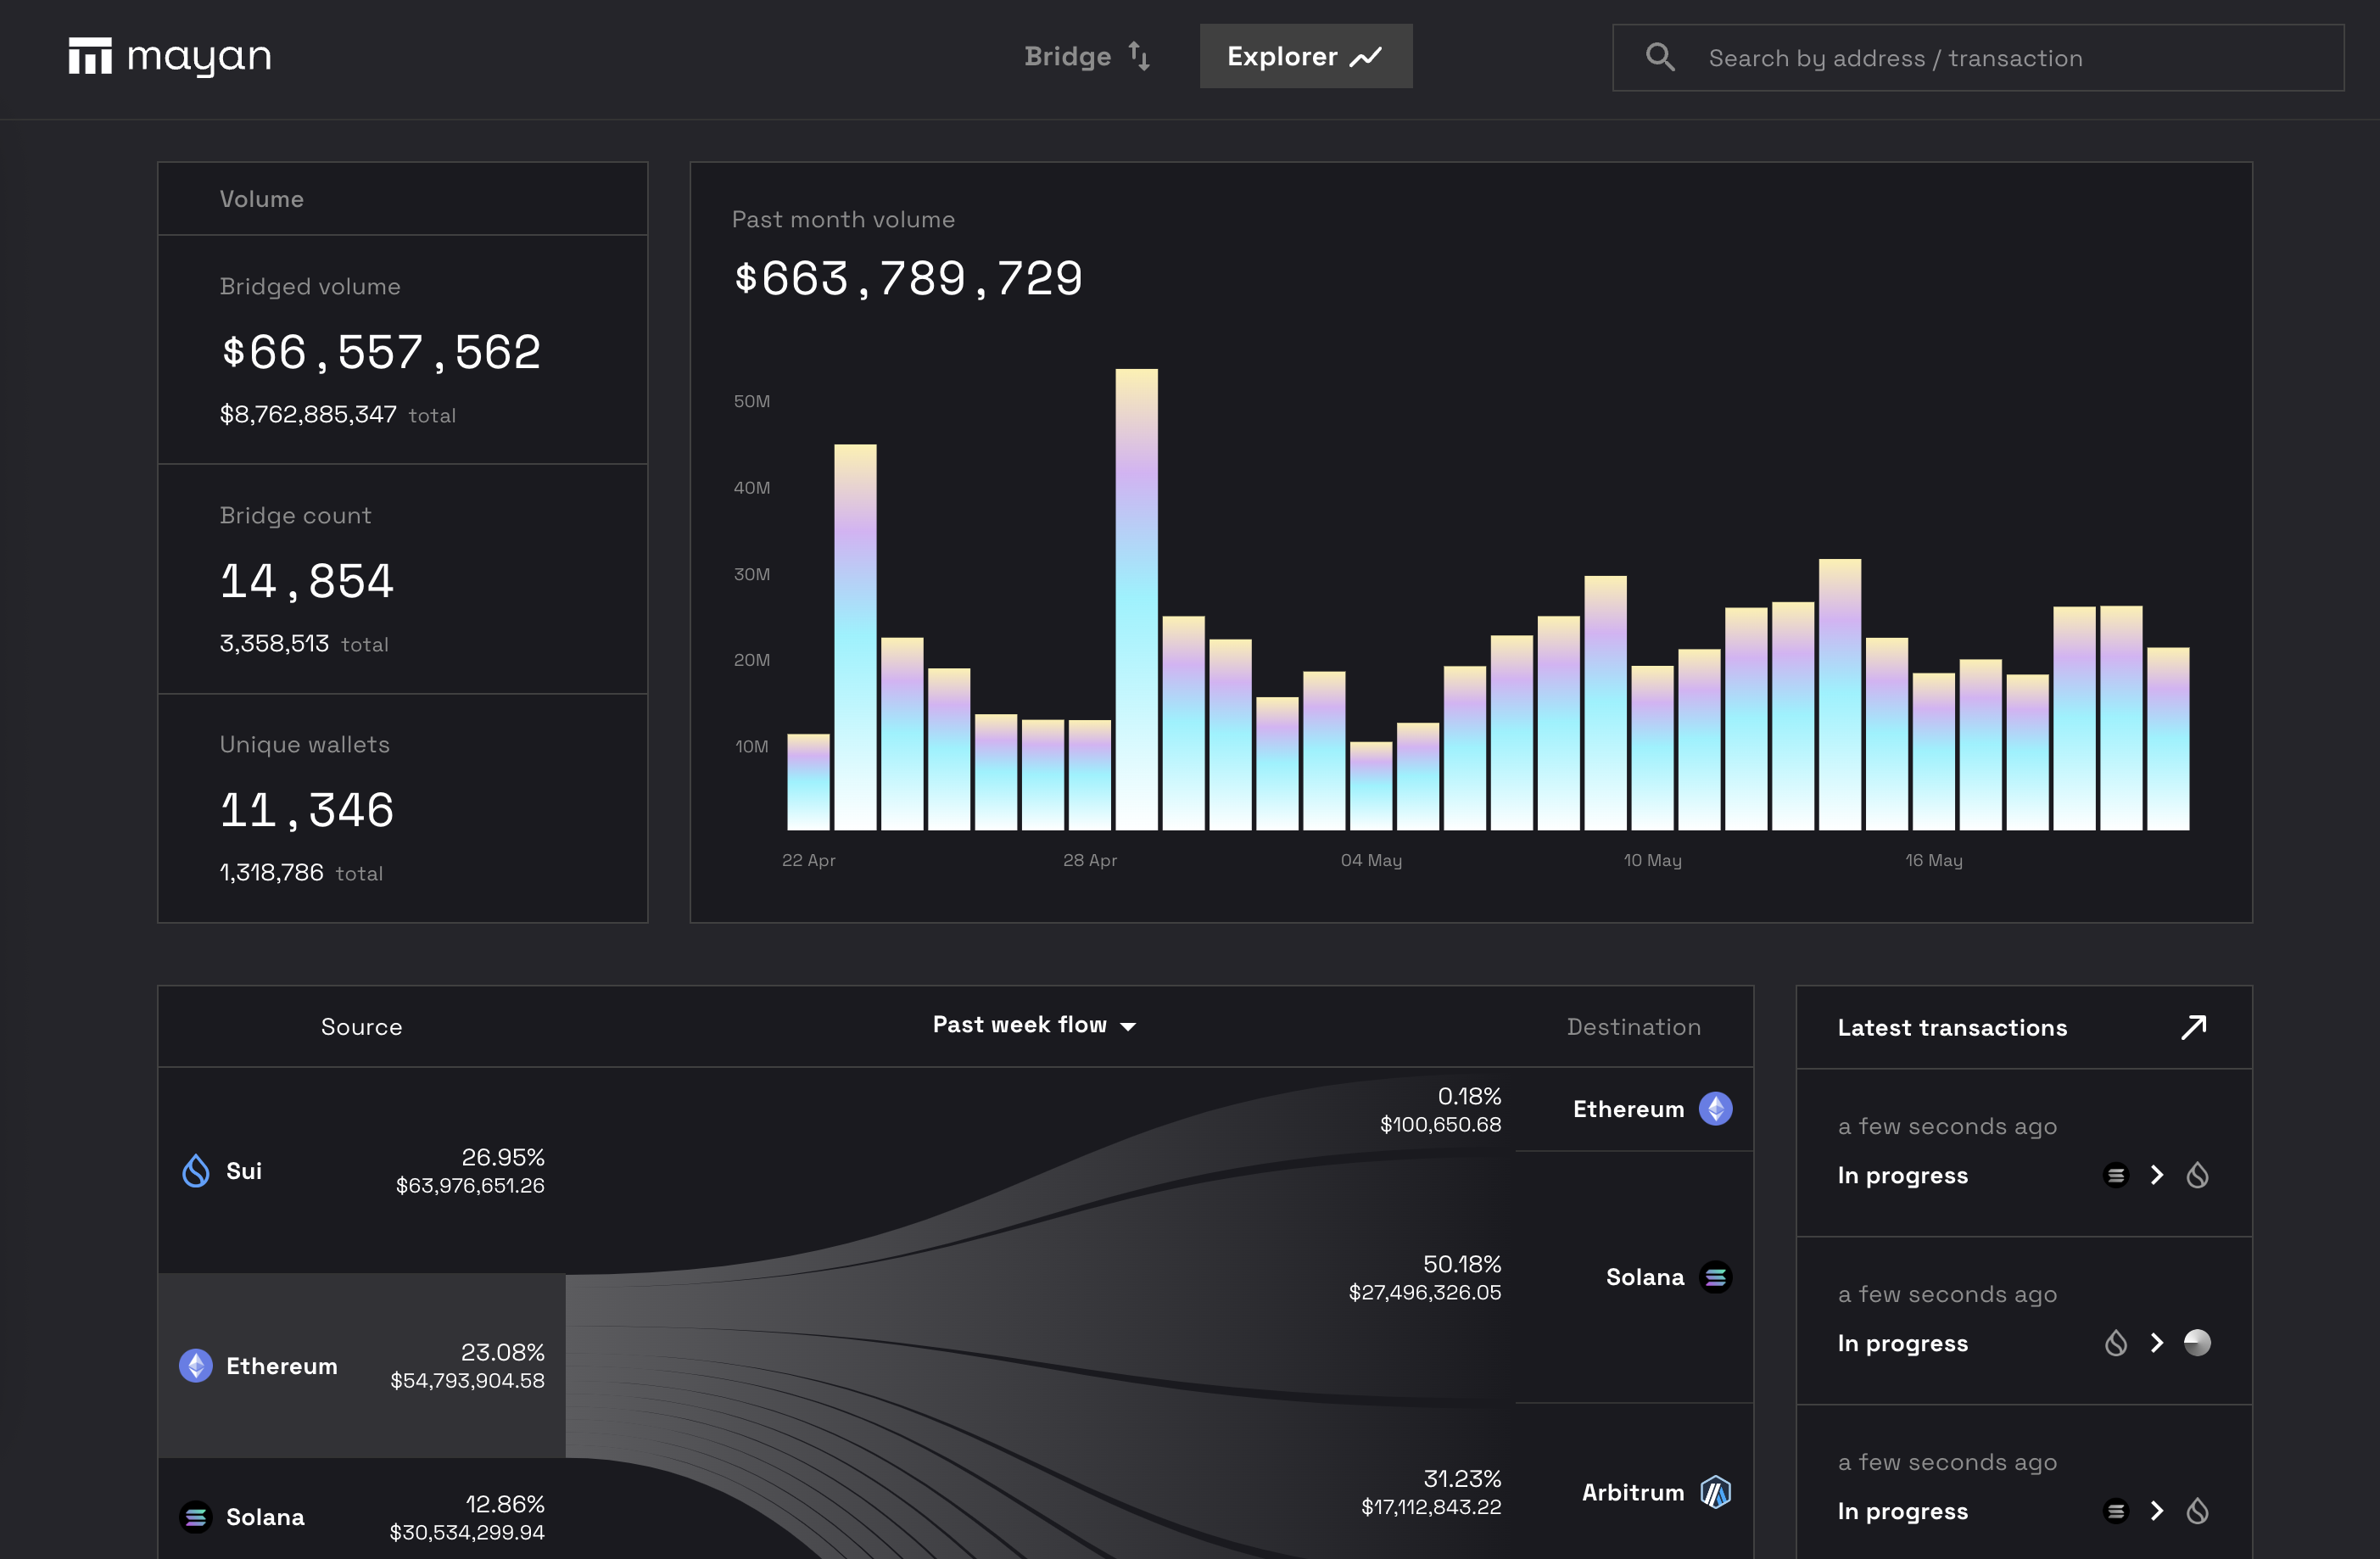 mayan
Bridge
Explorer
Search by address / transaction
Volume
Bridged volume
$66,557,562
$8,762,885,347 total
Bridge count
14,854
3,358,513 total
Unique wallets
11,346
1,318,786 total
Past month volume
$663,789,729
50M
40M
30M
20M
10M
22 Apr
28 Apr
04 May
10 May
16 May
Source
Past week flow
Destination
Sui
26.95%
$63,976,651.26
Ethereum
23.08%
$54,793,904.58
Solana
12.86%
$30,534,299.94
0.18%
$100,650.68
Ethereum
50.18%
$27,496,326.05
Solana
31.23%
$17,112,843.22
Arbitrum
Latest transactions
a few seconds ago
In progress
a few seconds ago
In progress
a few seconds ago
In progress